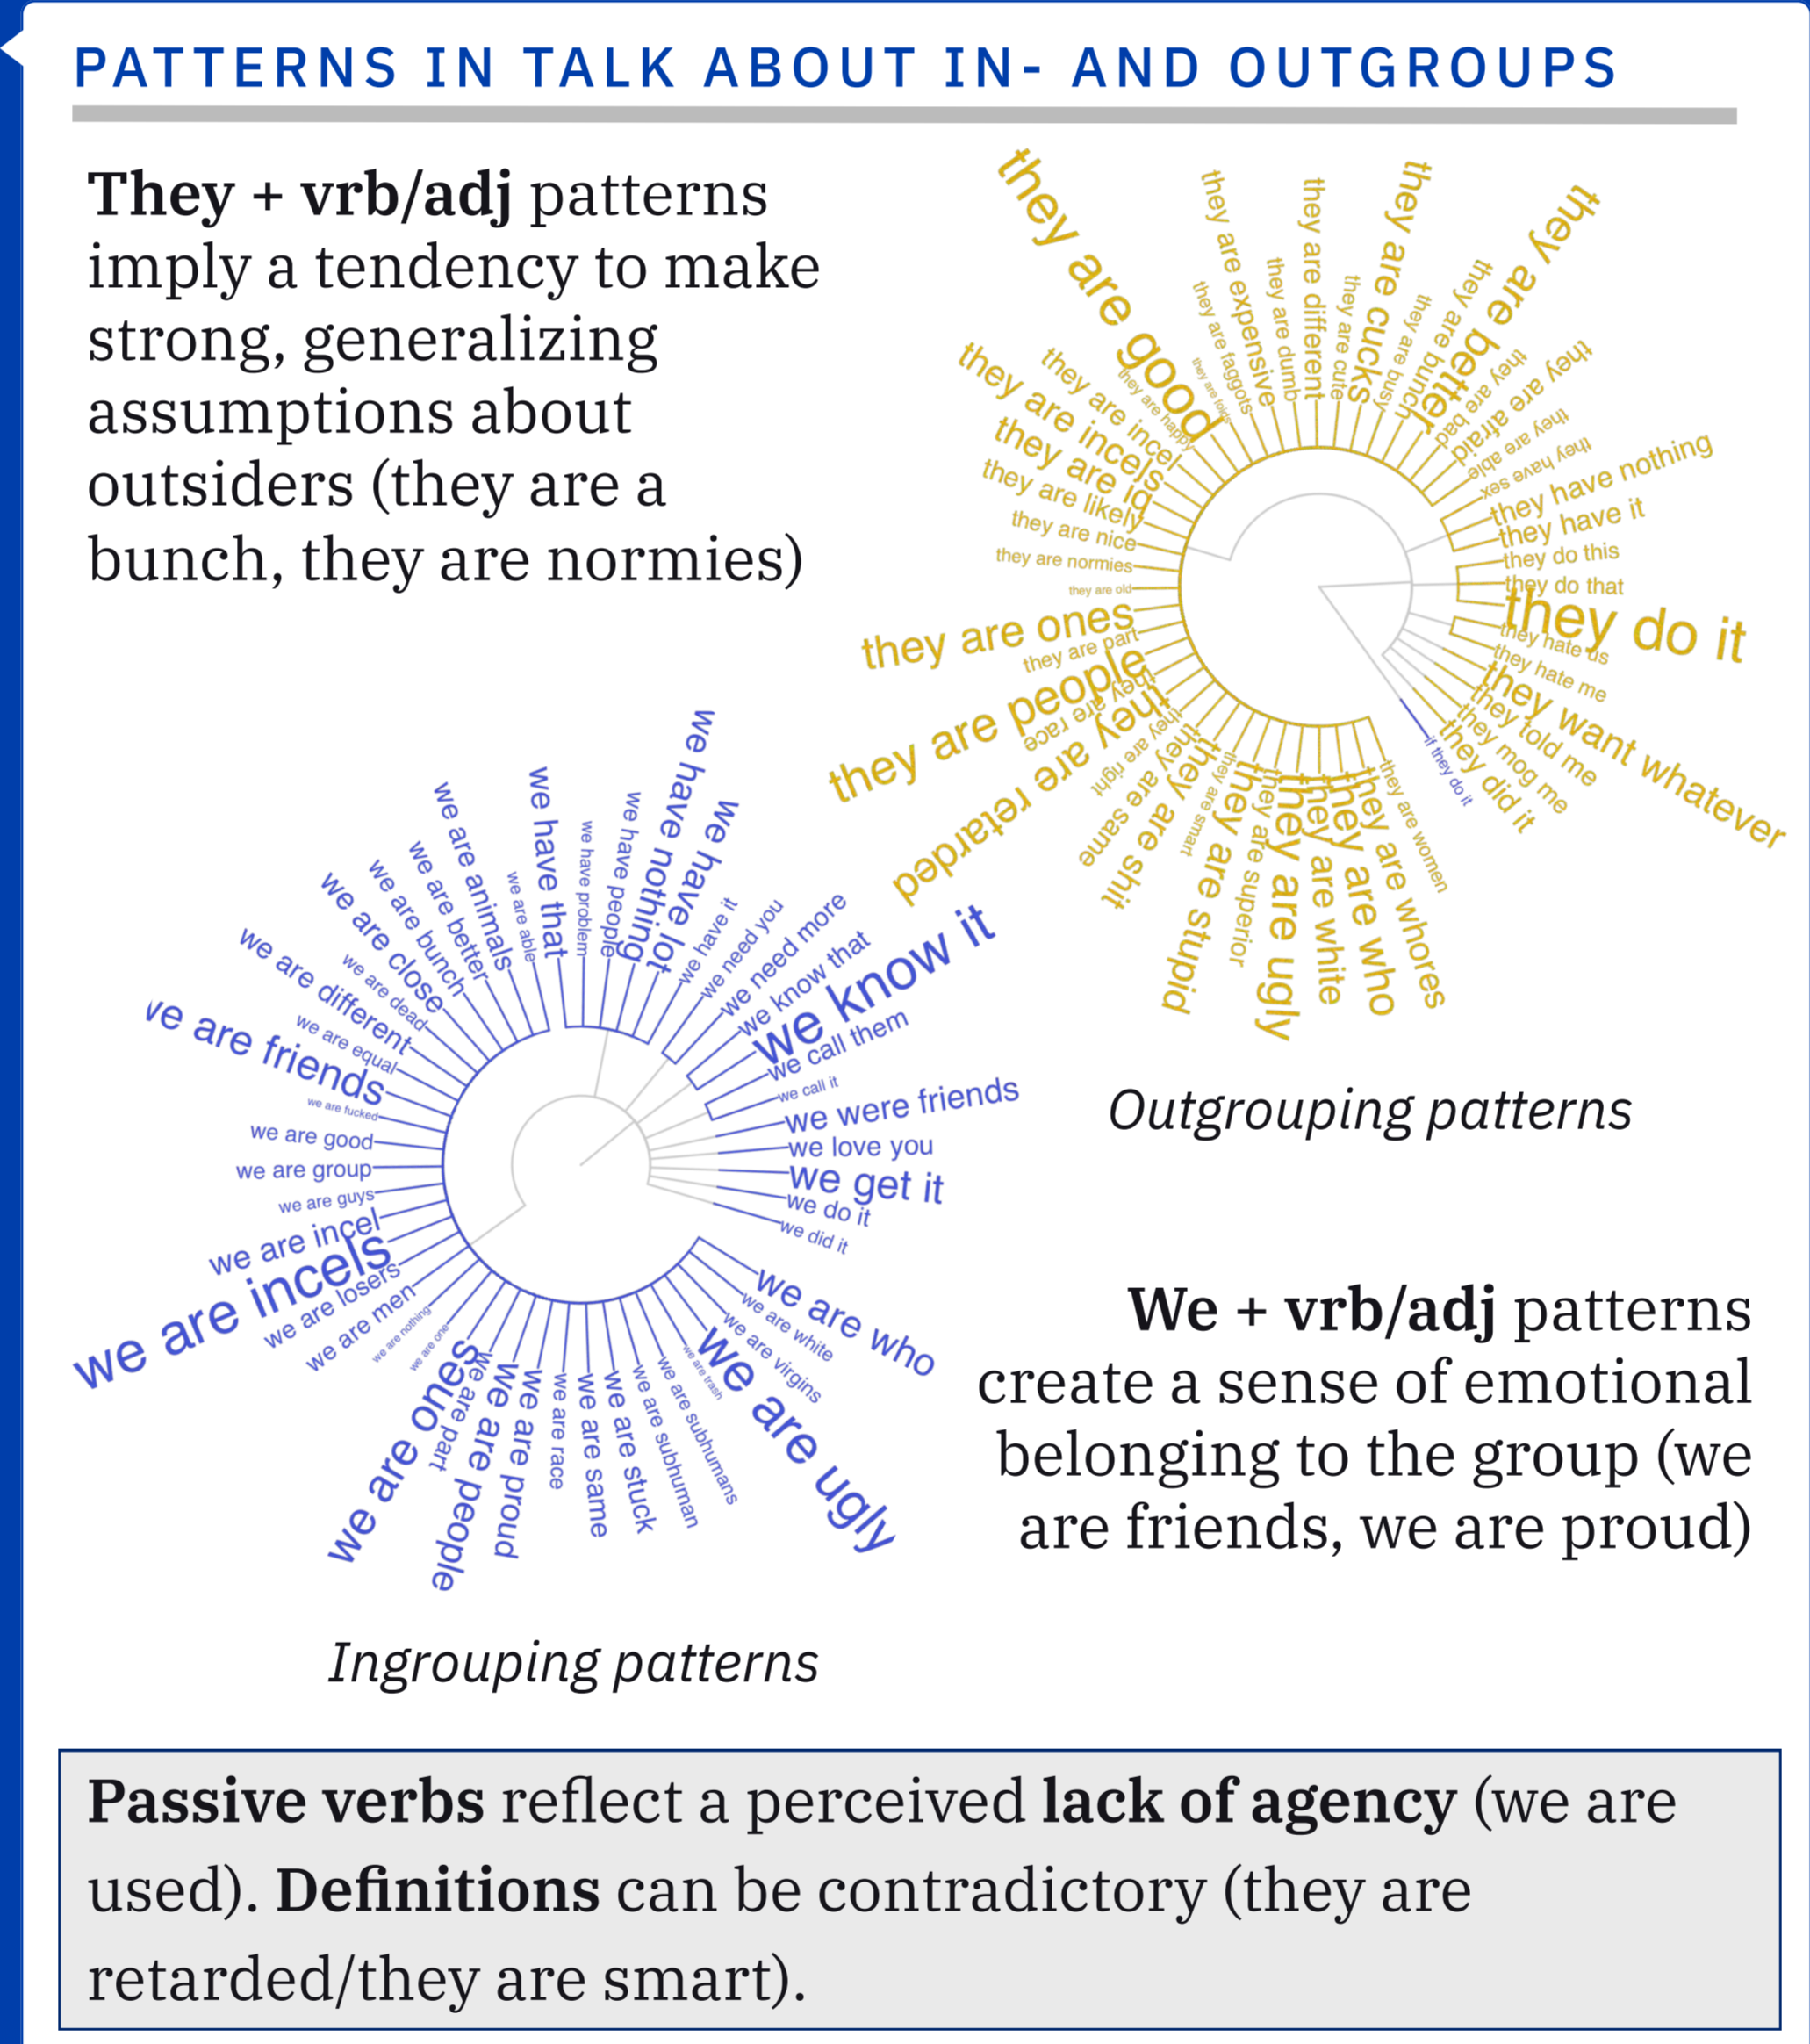 PATTERNS IN TALK ABOUT IN- AND OUTGROUPS
They + vrb/adj patterns
imply a tendency to make
strong, generalizing
assumptions about
outsiders (they are a
bunch, they are normies)
they are good
they are folds
they are faggots
they are expensive
they are dumb
they are different
they are cute
they are cucks
they are busy
they are bunch
they are better
they are bad
they are afraid
they are able
they have sex
they have nothing
they have it
they do this
they do that
they do it
they hate us
they hate me
they want whatever
they told me
they mog me
they did it
if they do it
they are happy
they are incel
they are incels
they are iq
they are likely
they are nice
they are normies
they are old
they are ones
they are part
they are people
they are race
they are retarded
they are right
they are same
they are shit
they are smart
they are stupid
they are superior
they are ugly
they are white
they are who
they are whores
they are women
Outgrouping patterns
we are able
we are animals
we are better
we are bunch
we are close
we are dead
we are different
we are equal
we are friends
we are fucked
we are good
we are group
we are guys
we are incel
we are incels
we are losers
we are men
we are nothing
we are one
we are ones
we are part
we are people
we are proud
we are race
we are same
we are stuck
we are subhuman
we are subhumans
we are trash
we are ugly
we are virgins
we are white
we are who
we have that
we have problem
we have people
we have nothing
we have lot
we have it
we need you
we need more
we know that
we know it
we call them
we call it
we were friends
we love you
we get it
we do it
we did it
Ingrouping patterns
We + vrb/adj patterns
create a sense of emotional
belonging to the group (we
are friends, we are proud)
Passive verbs reflect a perceived lack of agency (we are
used). Definitions can be contradictory (they are
retarded/they are smart).